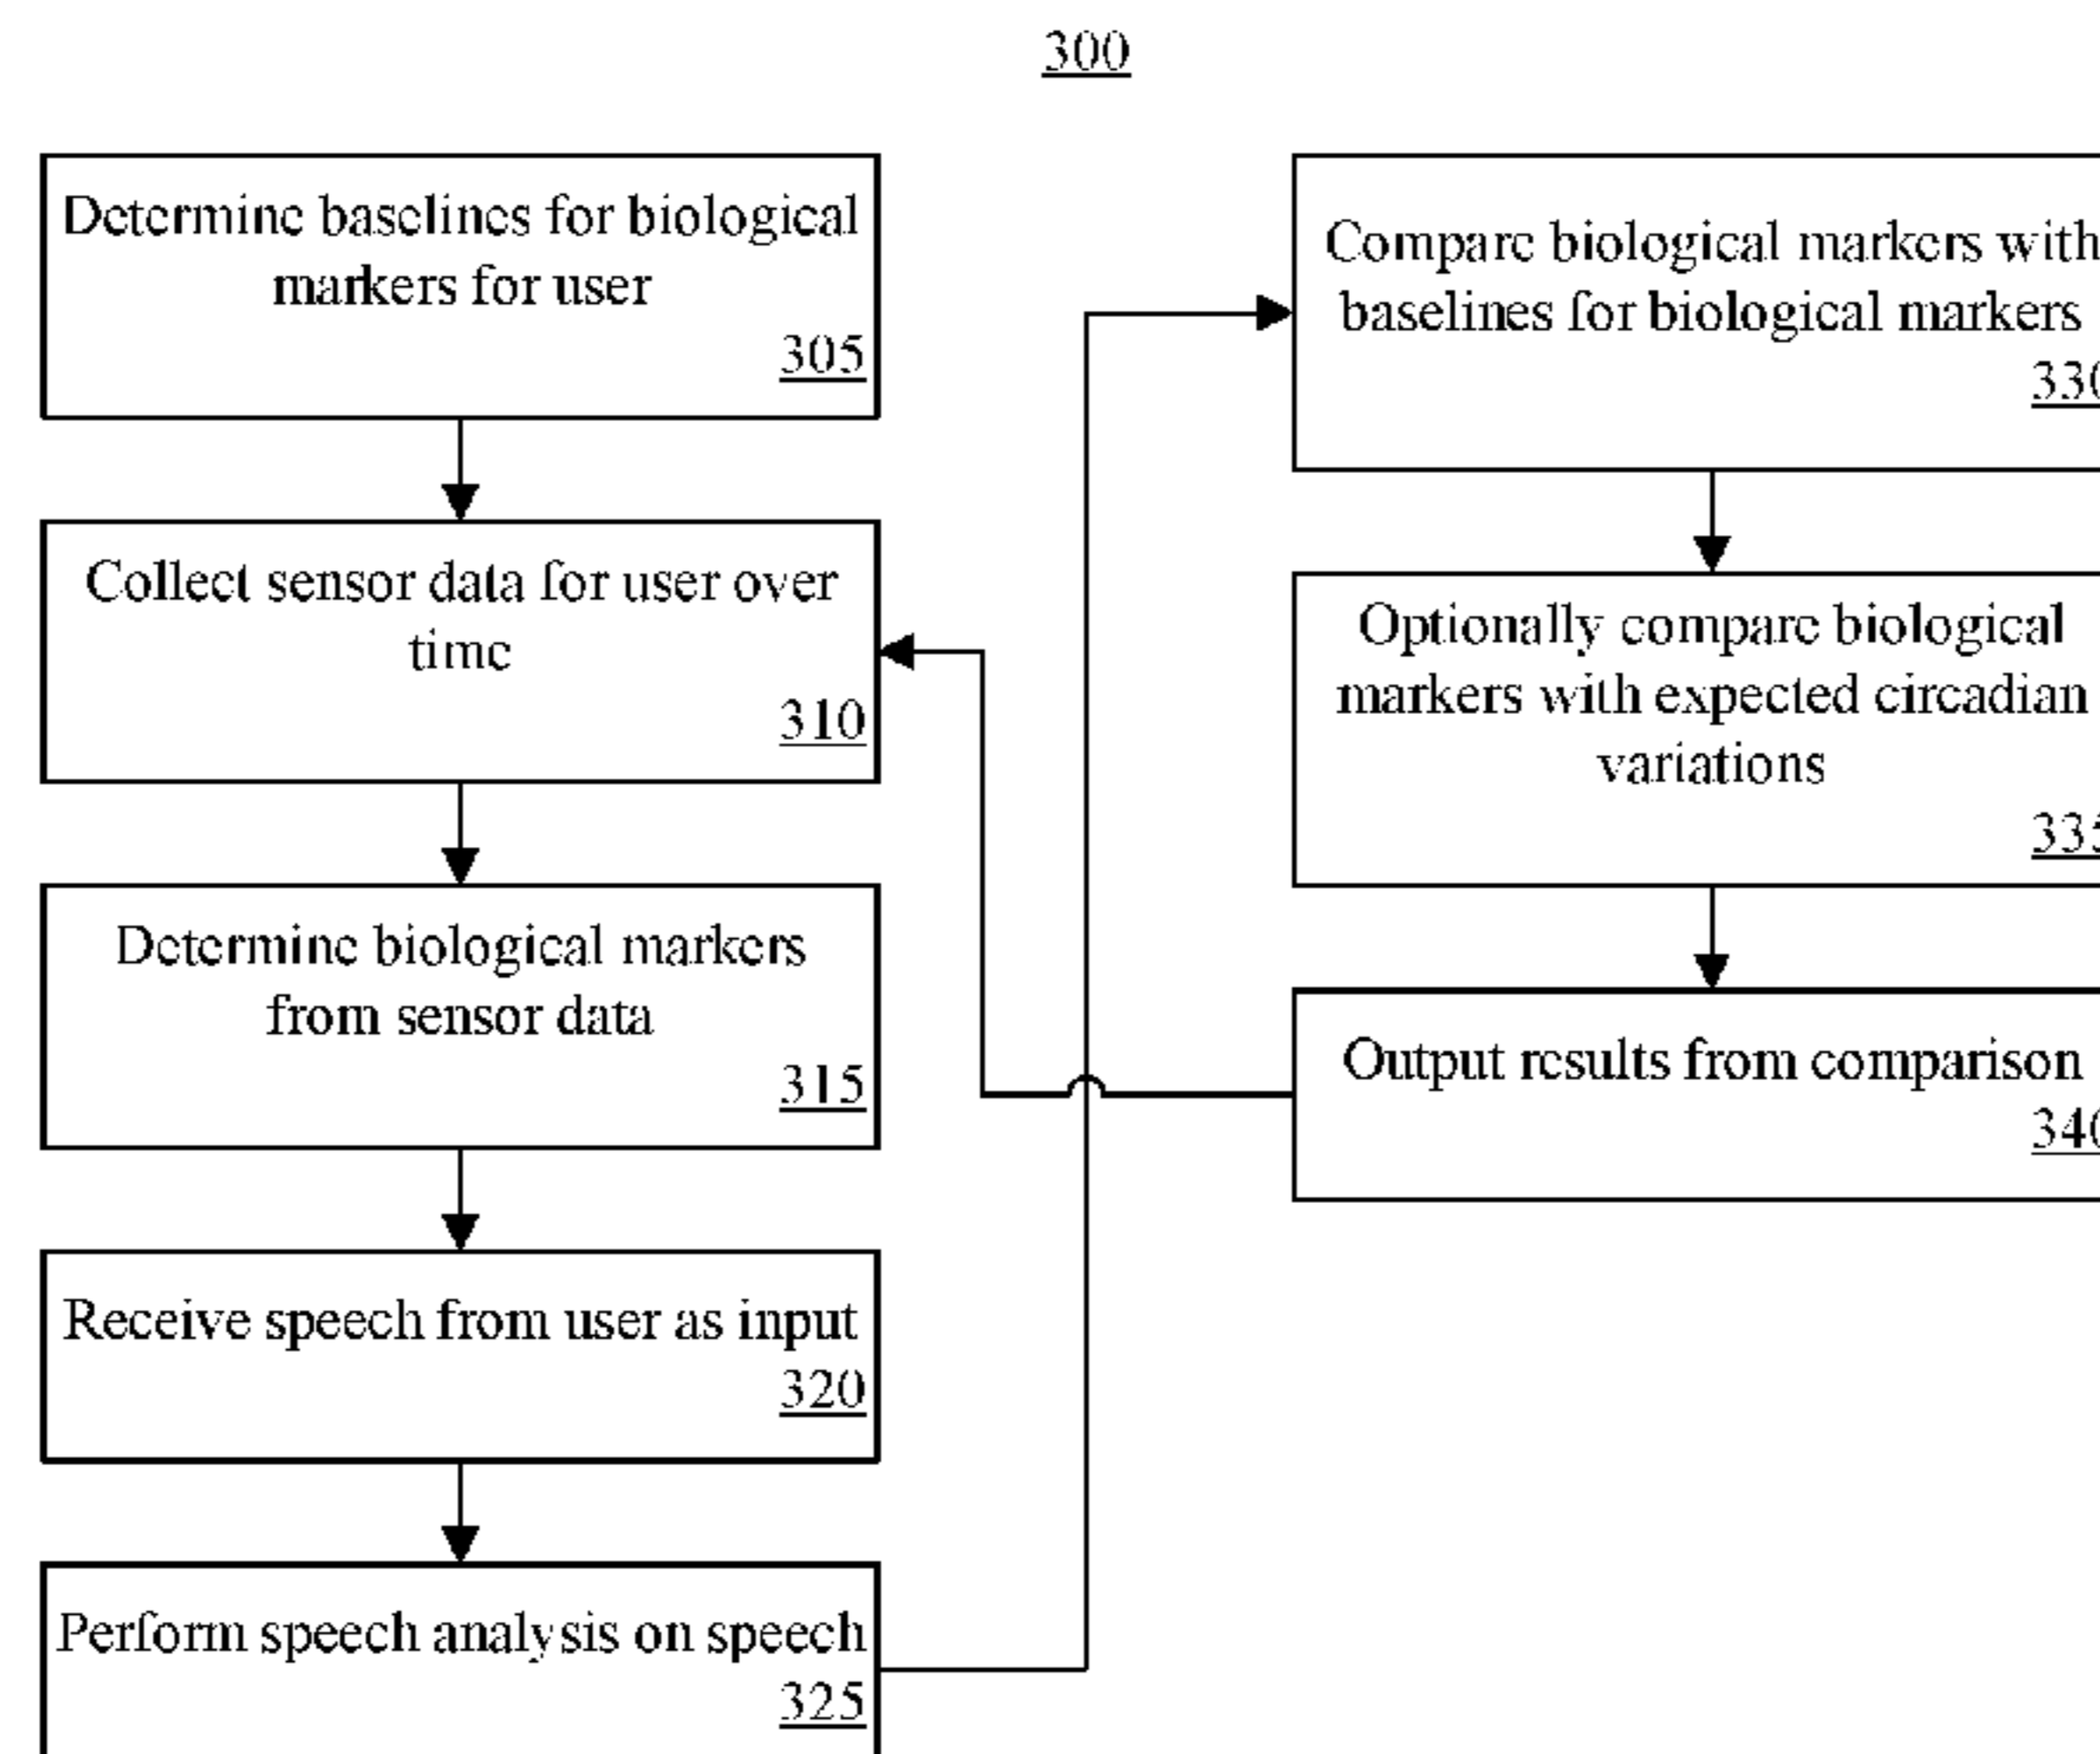 300
Determine baselines for biological
markers for user
305
Collect sensor data for user over
time
310
Determine biological markers
from sensor data
315
Receive speech from user as input
320
Perform speech analysis on speech
325
Compare biological markers with
baselines for biological markers
330
Optionally compare biological
markers with expected circadian
variations
335
Output results from comparison
340